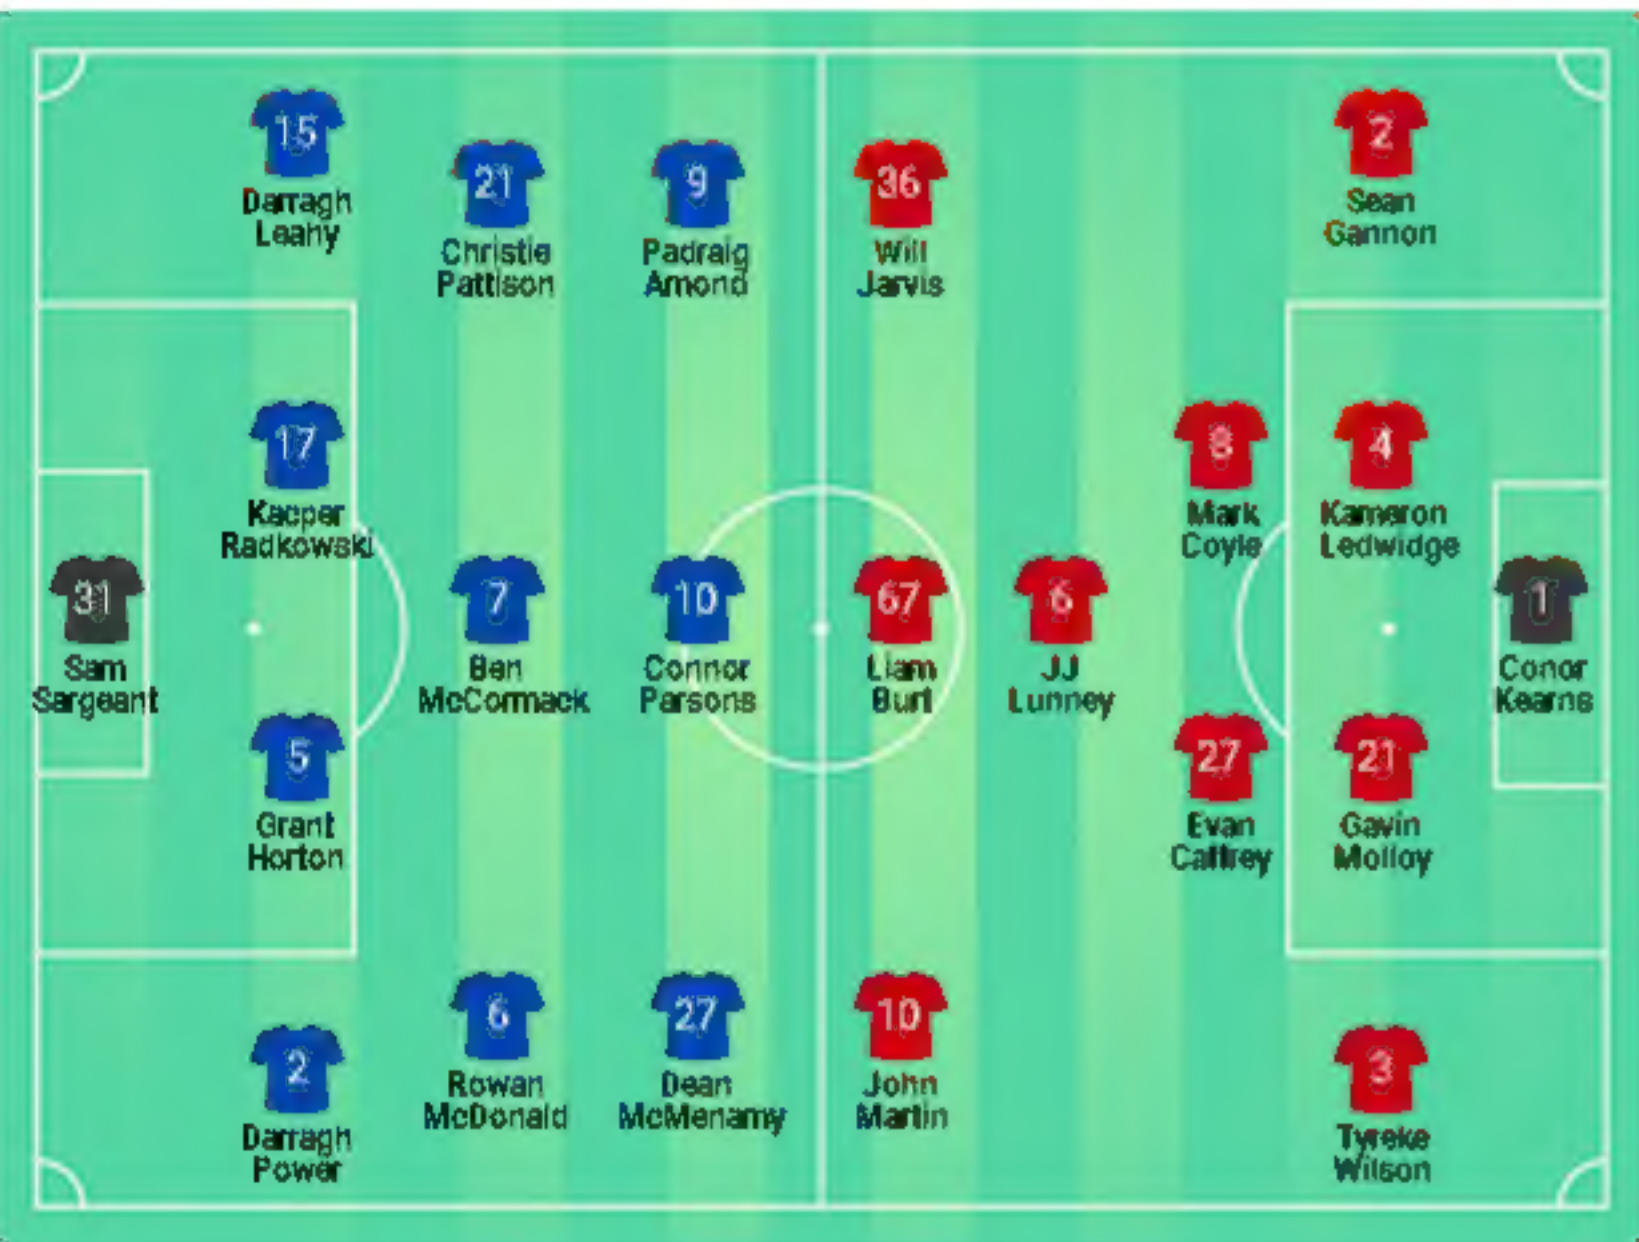 15
Darragh
Leahy
21
Christie
Pattison
9
Padraig
Amond
36
Will
Jarvis
2
Sean
Gannon
17
Kacper
Radkowski
8
Mark
Coyle
4
Kameron
Ledwidge
31
Sam
Sargeant
7
Ben
McCormack
10
Connor
Parsons
67
Liam
Burt
6
JJ
Lunney
1
Conor
Kearns
5
Grant
Horton
27
Evan
Caffrey
21
Gavin
Molloy
2
Darragh
Power
6
Rowan
McDonald
27
Dean
McMenamy
10
John
Martin
3
Tyreke
Wilson